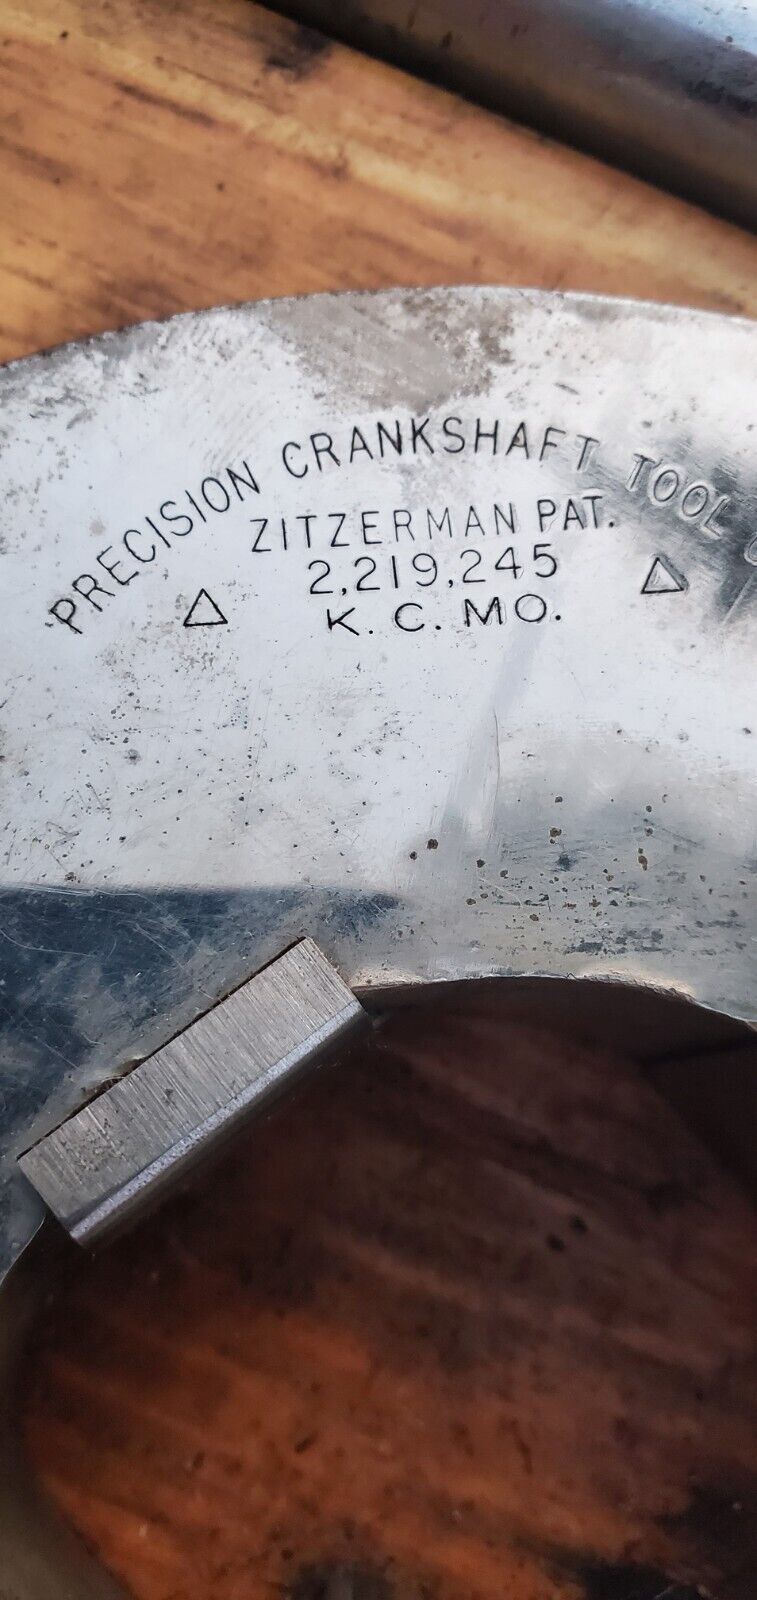 PRECISION CRANKSHAFT TOOL
ZITZERMAN PAT.
2,219,245
K. C. MO.